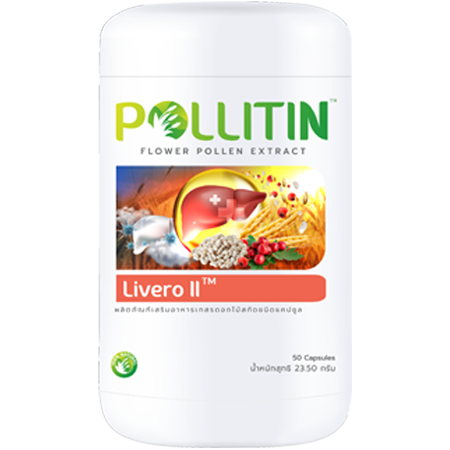 POLLITIN™
FLOWER POLLEN EXTRACT
Livero II™
ผลิตภัณฑ์เสริมอาหารเกสรดอกไม้สกัดชนิดแคปซูล
50 Capsules
น้ำหนักสุทธิ 23.50 กรัม